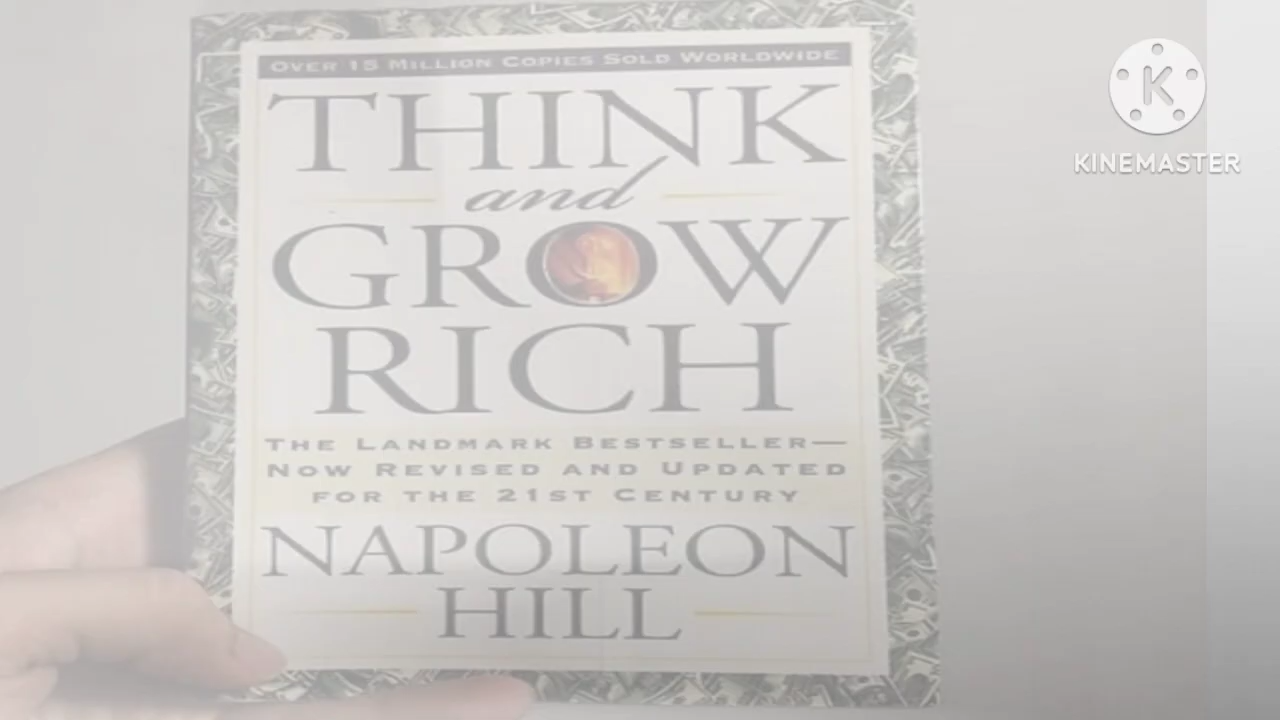 OVER 15 MILLION COPIES SOLD WORLDWIDE
THINK
and
GROW
RICH
THE LANDMARK BESTSELLER—
NOW REVISED AND UPDATED
FOR THE 21ST CENTURY
NAPOLEON
HILL
K
KINEMASTER